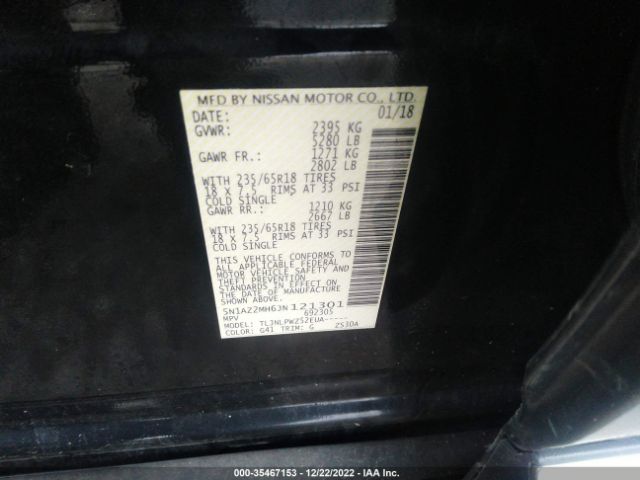 MFD BY NISSAN MOTOR CO., LTD.
DATE: 01/18
GVWR: 2395 KG
5280 LB
GAWR FR.: 1271 KG
2802 LB
WITH 235/65R18 TIRES
18 X 7.5 RIMS AT 33 PSI
COLD SINGLE
GAWR RR.: 1210 KG
2667 LB
WITH 235/65R18 TIRES
18 X 7.5 RIMS AT 33 PSI
COLD SINGLE
THIS VEHICLE CONFORMS TO
ALL APPLICABLE FEDERAL
MOTOR VEHICLE SAFETY AND
THEFT PREVENTION
STANDARDS IN EFFECT ON
THE DATE OF MANUFACTURE
SHOWN ABOVE.
5N1AZ2MH6JN121301
MPV 692305
MODEL: TLJNLPWZ52EUA-----
COLOR: G41 TRIM: G Z530A
000-35467153 - 12/22/2022 - IAA Inc.